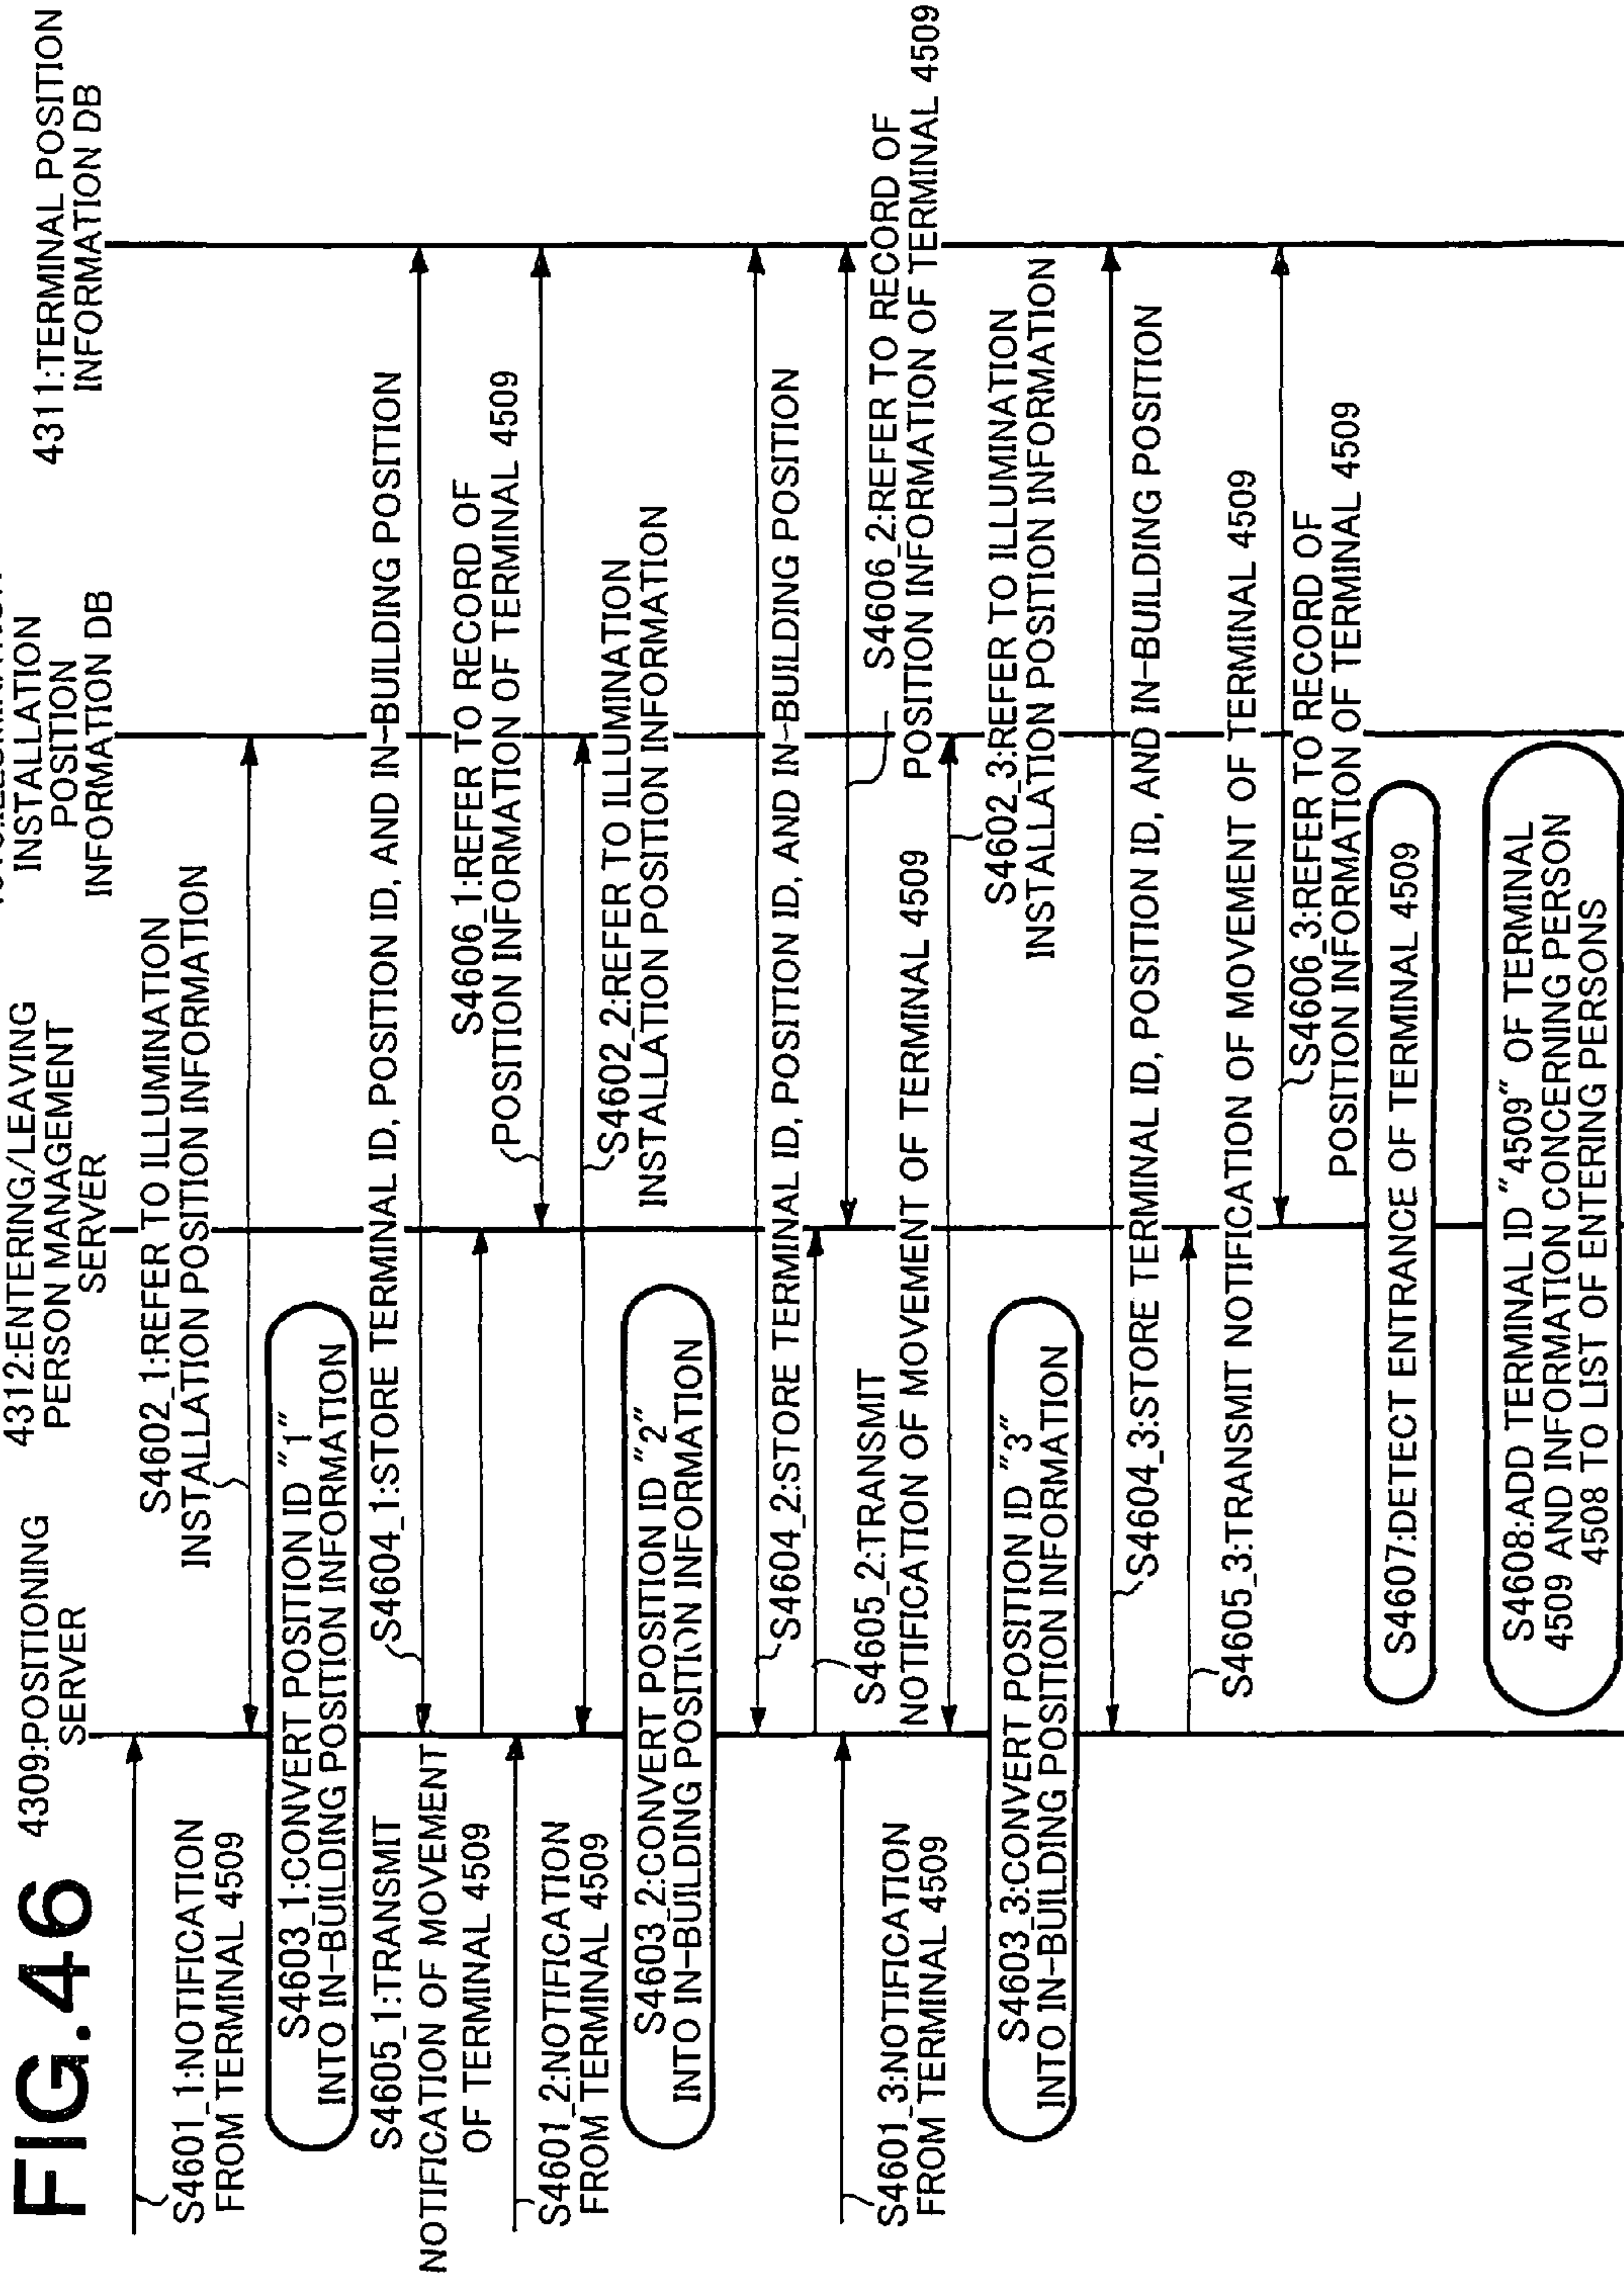 FIG.46
4309:POSITIONING
SERVER
4312:ENTERING/LEAVING
PERSON MANAGEMENT
SERVER
INSTALLATION
POSITION
INFORMATION DB
4311:TERMINAL POSITION
INFORMATION DB
S4601_1:NOTIFICATION
FROM TERMINAL 4509
S4602_1:REFER TO ILLUMINATION
INSTALLATION POSITION INFORMATION
S4603_1:CONVERT POSITION ID "1"
INTO IN-BUILDING POSITION INFORMATION
S4604_1:STORE TERMINAL ID, POSITION ID, AND IN-BUILDING POSITION
S4605_1:TRANSMIT
NOTIFICATION OF MOVEMENT
OF TERMINAL 4509
S4606_1:REFER TO RECORD OF
POSITION INFORMATION OF TERMINAL 4509
S4601_2:NOTIFICATION
FROM TERMINAL 4509
S4602_2:REFER TO ILLUMINATION
INSTALLATION POSITION INFORMATION
S4603_2:CONVERT POSITION ID "2"
INTO IN-BUILDING POSITION INFORMATION
S4604_2:STORE TERMINAL ID, POSITION ID, AND IN-BUILDING POSITION
S4605_2:TRANSMIT
NOTIFICATION OF MOVEMENT OF TERMINAL 4509
S4606_2:REFER TO RECORD OF
POSITION INFORMATION OF TERMINAL 4509
S4601_3:NOTIFICATION
FROM TERMINAL 4509
S4602_3:REFER TO ILLUMINATION
INSTALLATION POSITION INFORMATION
S4603_3:CONVERT POSITION ID "3"
INTO IN-BUILDING POSITION INFORMATION
S4604_3:STORE TERMINAL ID, POSITION ID, AND IN-BUILDING POSITION
S4605_3:TRANSMIT NOTIFICATION OF MOVEMENT OF TERMINAL 4509
S4606_3:REFER TO RECORD OF
POSITION INFORMATION OF TERMINAL 4509
S4607:DETECT ENTRANCE OF TERMINAL 4509
S4608:ADD TERMINAL ID "4509" OF TERMINAL
4509 AND INFORMATION CONCERNING PERSON
4508 TO LIST OF ENTERING PERSONS